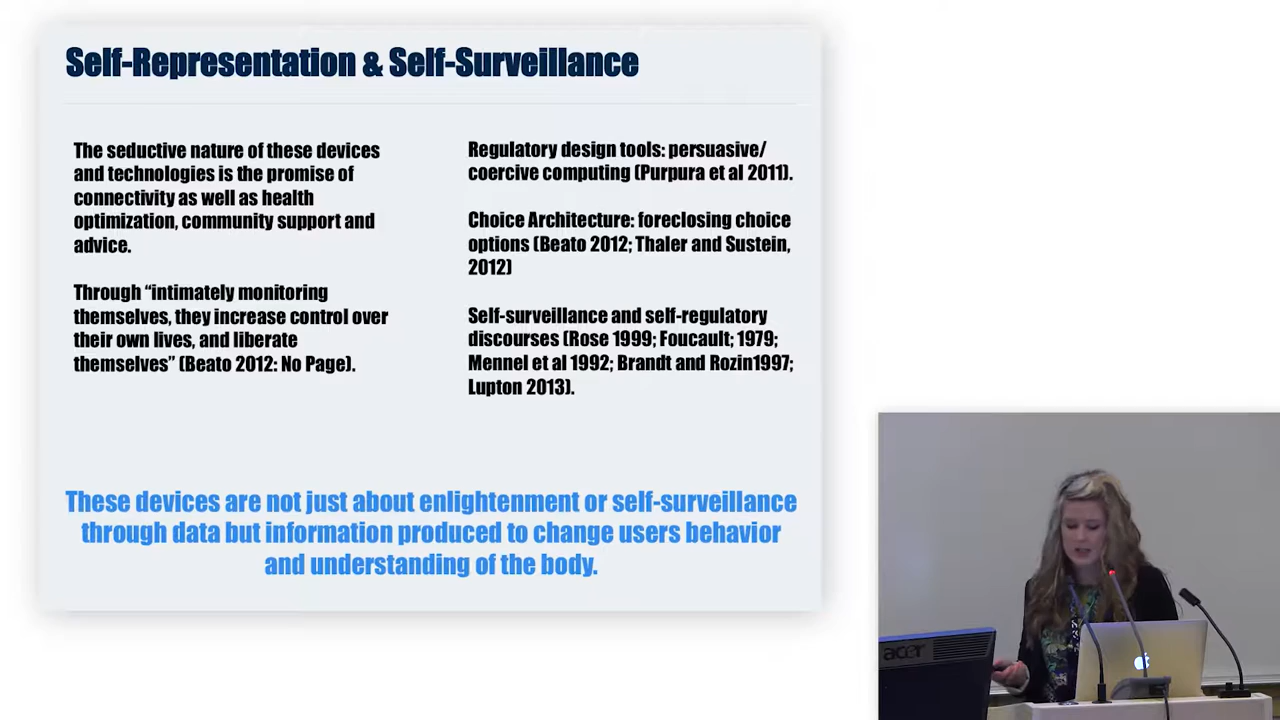 Self-Representation & Self-Surveillance
The seductive nature of these devices
and technologies is the promise of
connectivity as well as health
optimization, community support and
advice.
Through “intimately monitoring
themselves, they increase control over
their own lives, and liberate
themselves” (Beato 2012: No Page).
Regulatory design tools: persuasive/
coercive computing (Purpura et al 2011).
Choice Architecture: foreclosing choice
options (Beato 2012; Thaler and Sustein,
2012)
Self-surveillance and self-regulatory
discourses (Rose 1999; Foucault; 1979;
Mennel et al 1992; Brandt and Rozin1997;
Lupton 2013).
These devices are not just about enlightenment or self-surveillance
through data but information produced to change users behavior
and understanding of the body.
acer